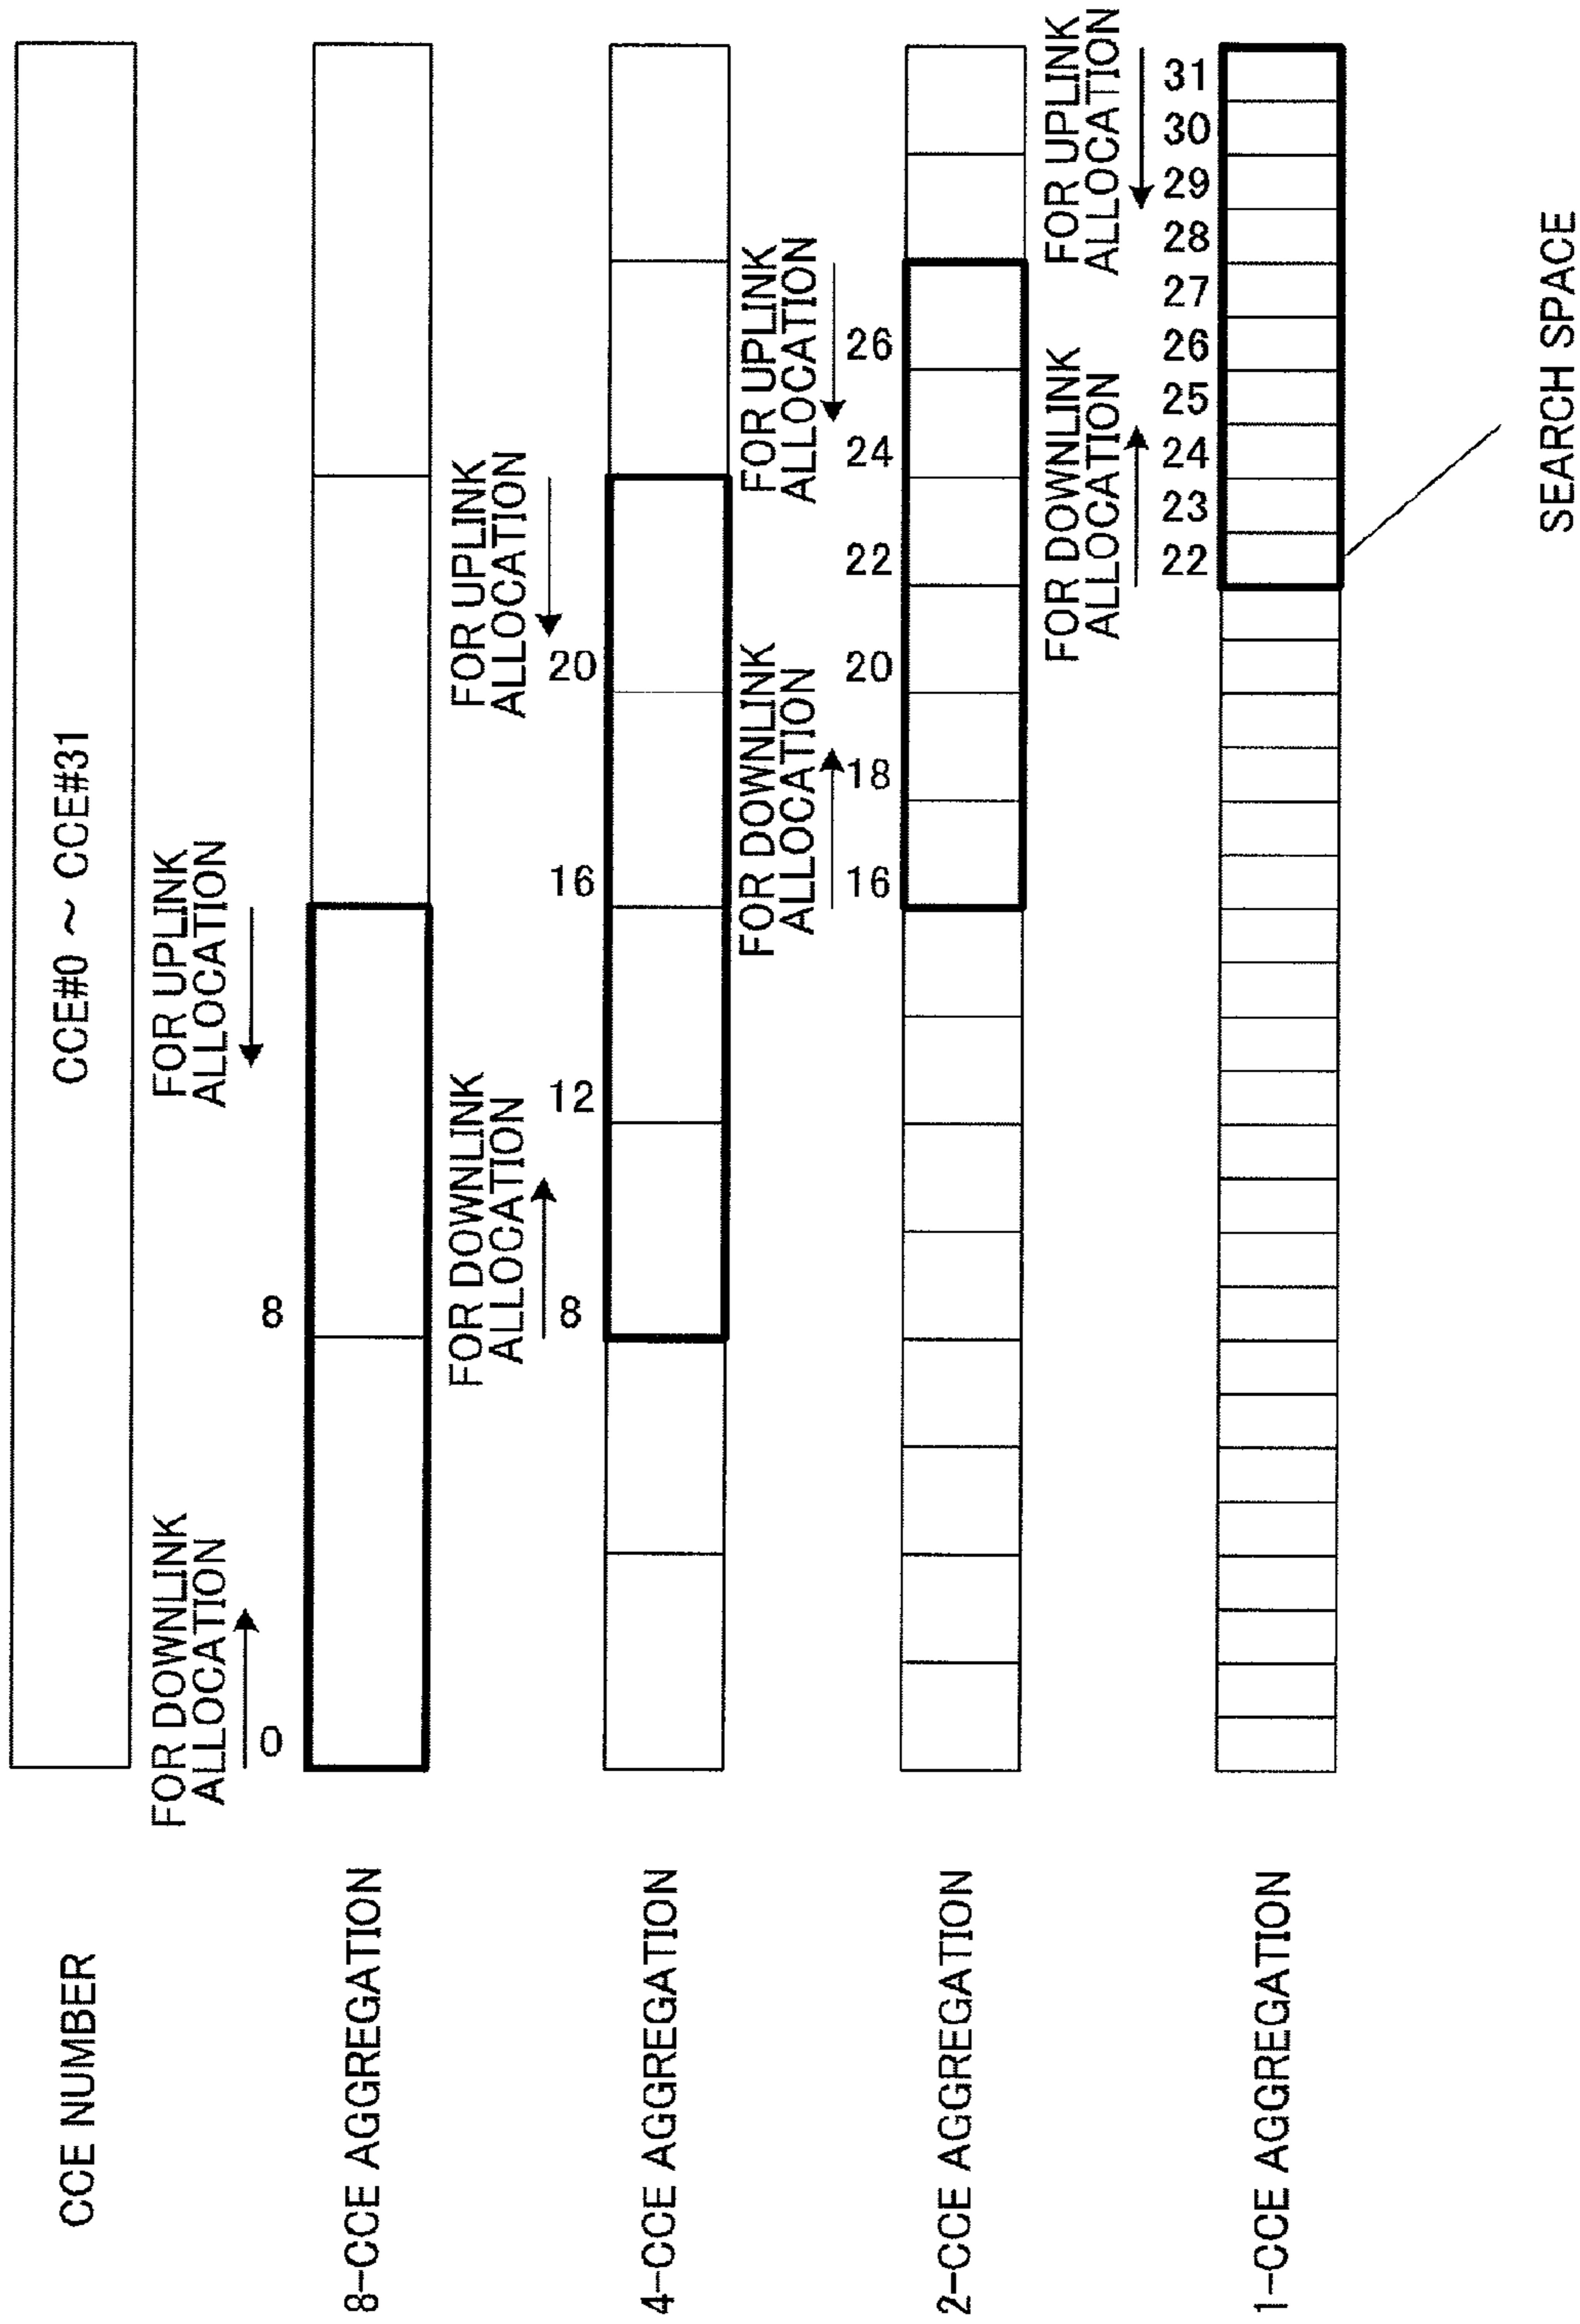 CCE NUMBER
CCE#0 ~ CCE#31
FOR DOWNLINK
ALLOCATION
FOR UPLINK
ALLOCATION
8-CCE AGGREGATION
0
8
FOR DOWNLINK
ALLOCATION
FOR UPLINK
ALLOCATION
4-CCE AGGREGATION
8
12
16
20
FOR DOWNLINK
ALLOCATION
FOR UPLINK
ALLOCATION
2-CCE AGGREGATION
16
18
20
22
24
26
FOR DOWNLINK
ALLOCATION
FOR UPLINK
ALLOCATION
1-CCE AGGREGATION
22
23
24
25
26
27
28
29
30
31
SEARCH SPACE